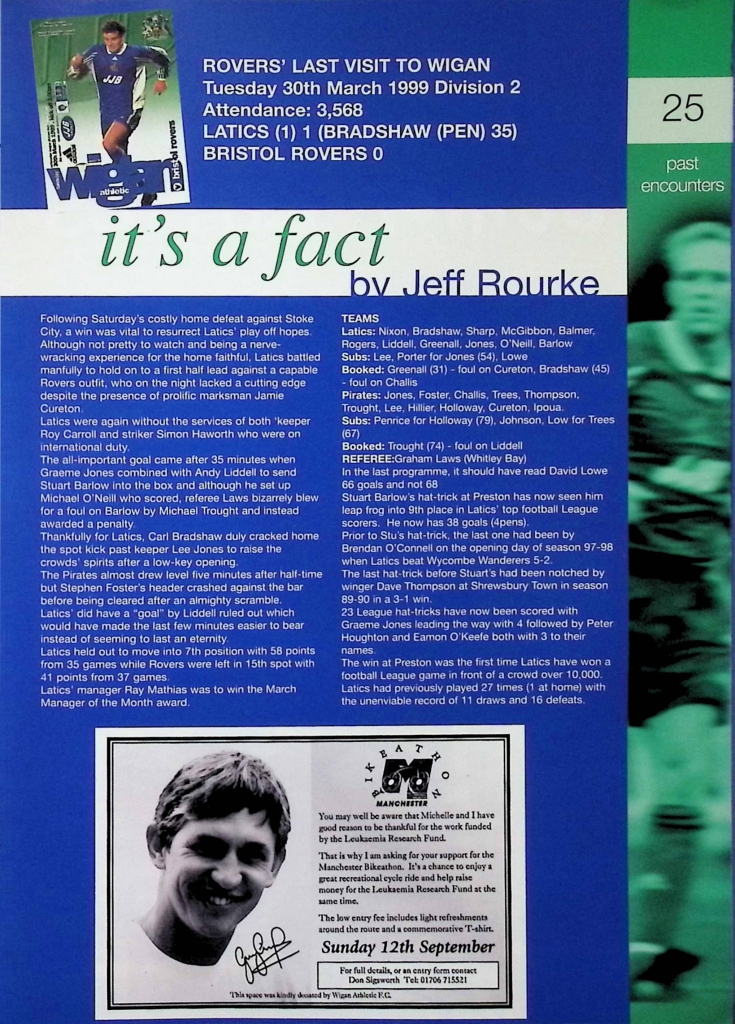 ROVERS' LAST VISIT TO WIGAN
Tuesday 30th March 1999 Division 2
Attendance: 3,568
LATICS (1) 1 (BRADSHAW (PEN) 35)
BRISTOL ROVERS 0
JJB
wigan
athletic
v bristol rovers
25
past
encounters
it's a fact
by Jeff Rourke
Following Saturday's costly home defeat against Stoke
City, a win was vital to resurrect Latics' play off hopes.
Although not pretty to watch and being a nerve-
wracking experience for the home faithful, Latics battled
manfully to hold on to a first half lead against a capable
Rovers outfit, who on the night lacked a cutting edge
despite the presence of prolific marksman Jamie
Cureton.
Latics were again without the services of both 'keeper
Roy Carroll and striker Simon Haworth who were on
international duty.
The all-important goal came after 35 minutes when
Graeme Jones combined with Andy Liddell to send
Stuart Barlow into the box and although he set up
Michael O'Neill who scored, referee Laws bizarrely blew
for a foul on Barlow by Michael Trought and instead
awarded a penalty.
Thankfully for Latics, Carl Bradshaw duly cracked home
the spot kick past keeper Lee Jones to raise the
crowds' spirits after a low-key opening.
The Pirates almost drew level five minutes after half-time
but Stephen Foster's header crashed against the bar
before being cleared after an almighty scramble.
Latics' did have a "goal" by Liddell ruled out which
would have made the last few minutes easier to bear
instead of seeming to last an eternity.
Latics held out to move into 7th position with 58 points
from 35 games while Rovers were left in 15th spot with
41 points from 37 games.
Latics' manager Ray Mathias was to win the March
Manager of the Month award.
TEAMS
Latics: Nixon, Bradshaw, Sharp, McGibbon, Balmer,
Rogers, Liddell, Greenall, Jones, O'Neill, Barlow
Subs: Lee, Porter for Jones (54), Lowe
Booked: Greenall (31) - foul on Cureton, Bradshaw (45)
- foul on Challis
Pirates: Jones, Foster, Challis, Trees, Thompson,
Trought, Lee, Hillier, Holloway, Cureton, Ipoua.
Subs: Penrice for Holloway (79), Johnson, Low for Trees
(67)
Booked: Trought (74) - foul on Liddell
REFEREE:Graham Laws (Whitley Bay)
In the last programme, it should have read David Lowe
66 goals and not 68
Stuart Barlow's hat-trick at Preston has now seen him
leap frog into 9th place in Latics' top football League
scorers. He now has 38 goals (4pens).
Prior to Stu's hat-trick, the last one had been by
Brendan O'Connell on the opening day of season 97-98
when Latics beat Wycombe Wanderers 5-2.
The last hat-trick before Stuart's had been notched by
winger Dave Thompson at Shrewsbury Town in season
89-90 in a 3-1 win.
23 League hat-tricks have now been scored with
Graeme Jones leading the way with 4 followed by Peter
Houghton and Eamon O'Keefe both with 3 to their
names.
The win at Preston was the first time Latics have won a
football League game in front of a crowd over 10,000.
Latics had previously played 27 times (1 at home) with
the unenviable record of 11 draws and 16 defeats.
BIKEATHON
MANCHESTER
You may well be aware that Michelle and I have
good reason to be thankful for the work funded
by the Leukaemia Research Fund.
That is why I am asking for your support for the
Manchester Bikeathon. It's a chance to enjoy a
great recreational cycle ride and help raise
money for the Leukaemia Research Fund at the
same time.
The low entry fee includes light refreshments
around the route and a commemorative T-shirt.
Sunday 12th September
For full details, or an entry form contact
Don Sigsworth Tel: 01706 715521
This space was kindly donated by Wigan Athletic F.C.